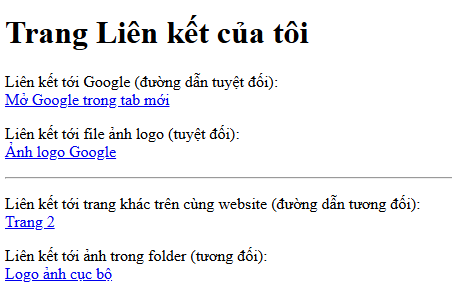 Trang Liên kết của tôi
Liên kết tới Google (đường dẫn tuyệt đối):
Mở Google trong tab mới
Liên kết tới file ảnh logo (tuyệt đối):
Ảnh logo Google
Liên kết tới trang khác trên cùng website (đường dẫn tương đối):
Trang 2
Liên kết tới ảnh trong folder (tương đối):
Logo ảnh cục bộ